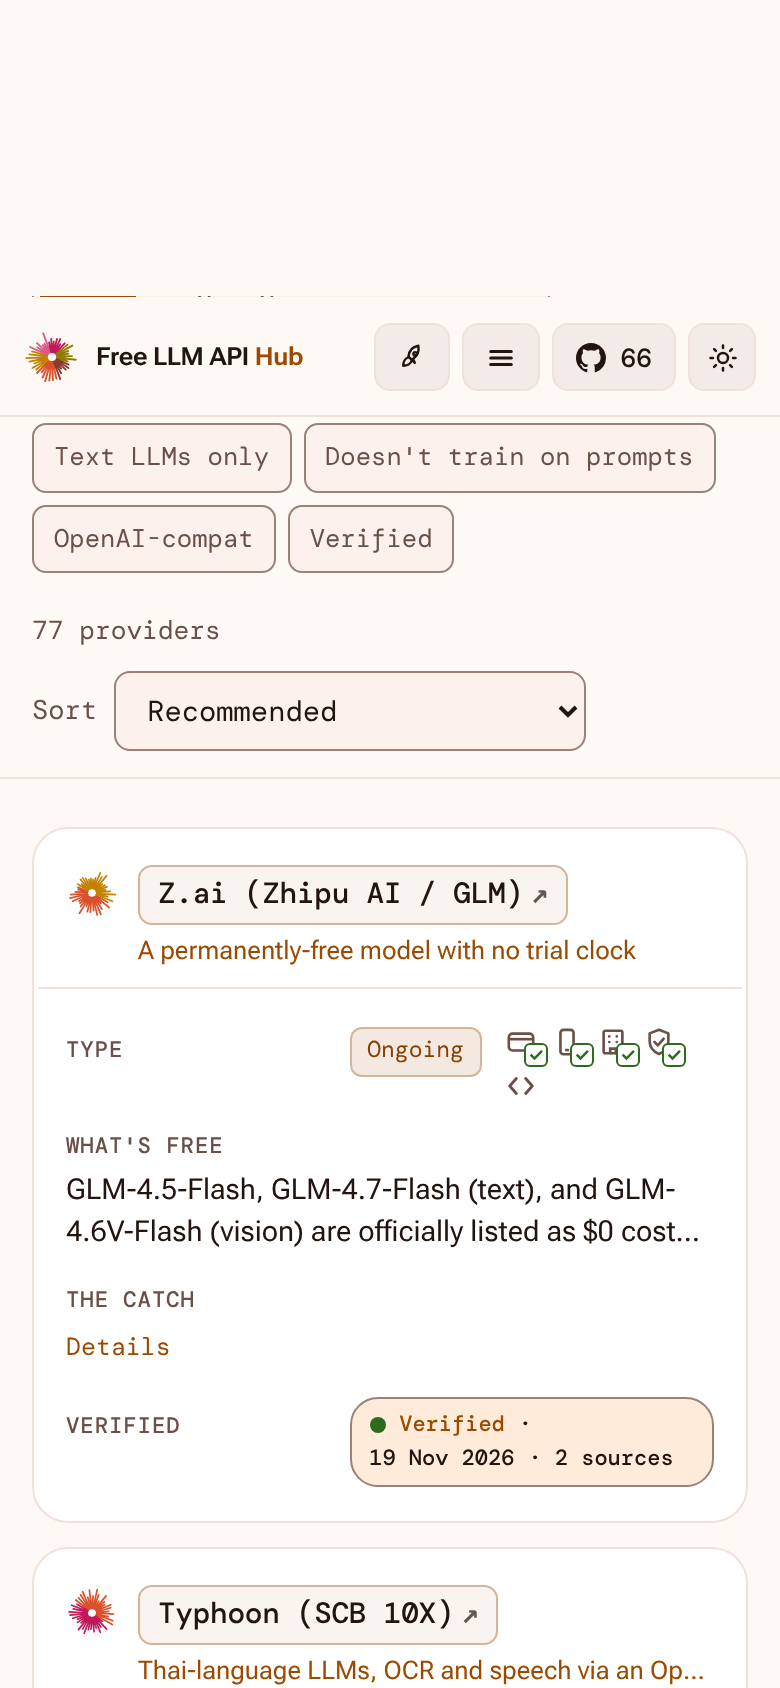 Free LLM API Hub
66
Text LLMs only
Doesn't train on prompts
OpenAI-compat
Verified
77 providers
Sort
Recommended
Z.ai (Zhipu AI / GLM) ↗
A permanently-free model with no trial clock
TYPE
Ongoing
WHAT'S FREE
GLM-4.5-Flash, GLM-4.7-Flash (text), and GLM-
4.6V-Flash (vision) are officially listed as $0 cost...
THE CATCH
Details
VERIFIED
Verified ·
19 Nov 2026 · 2 sources
Typhoon (SCB 10X) ↗
Thai-language LLMs, OCR and speech via an Op...